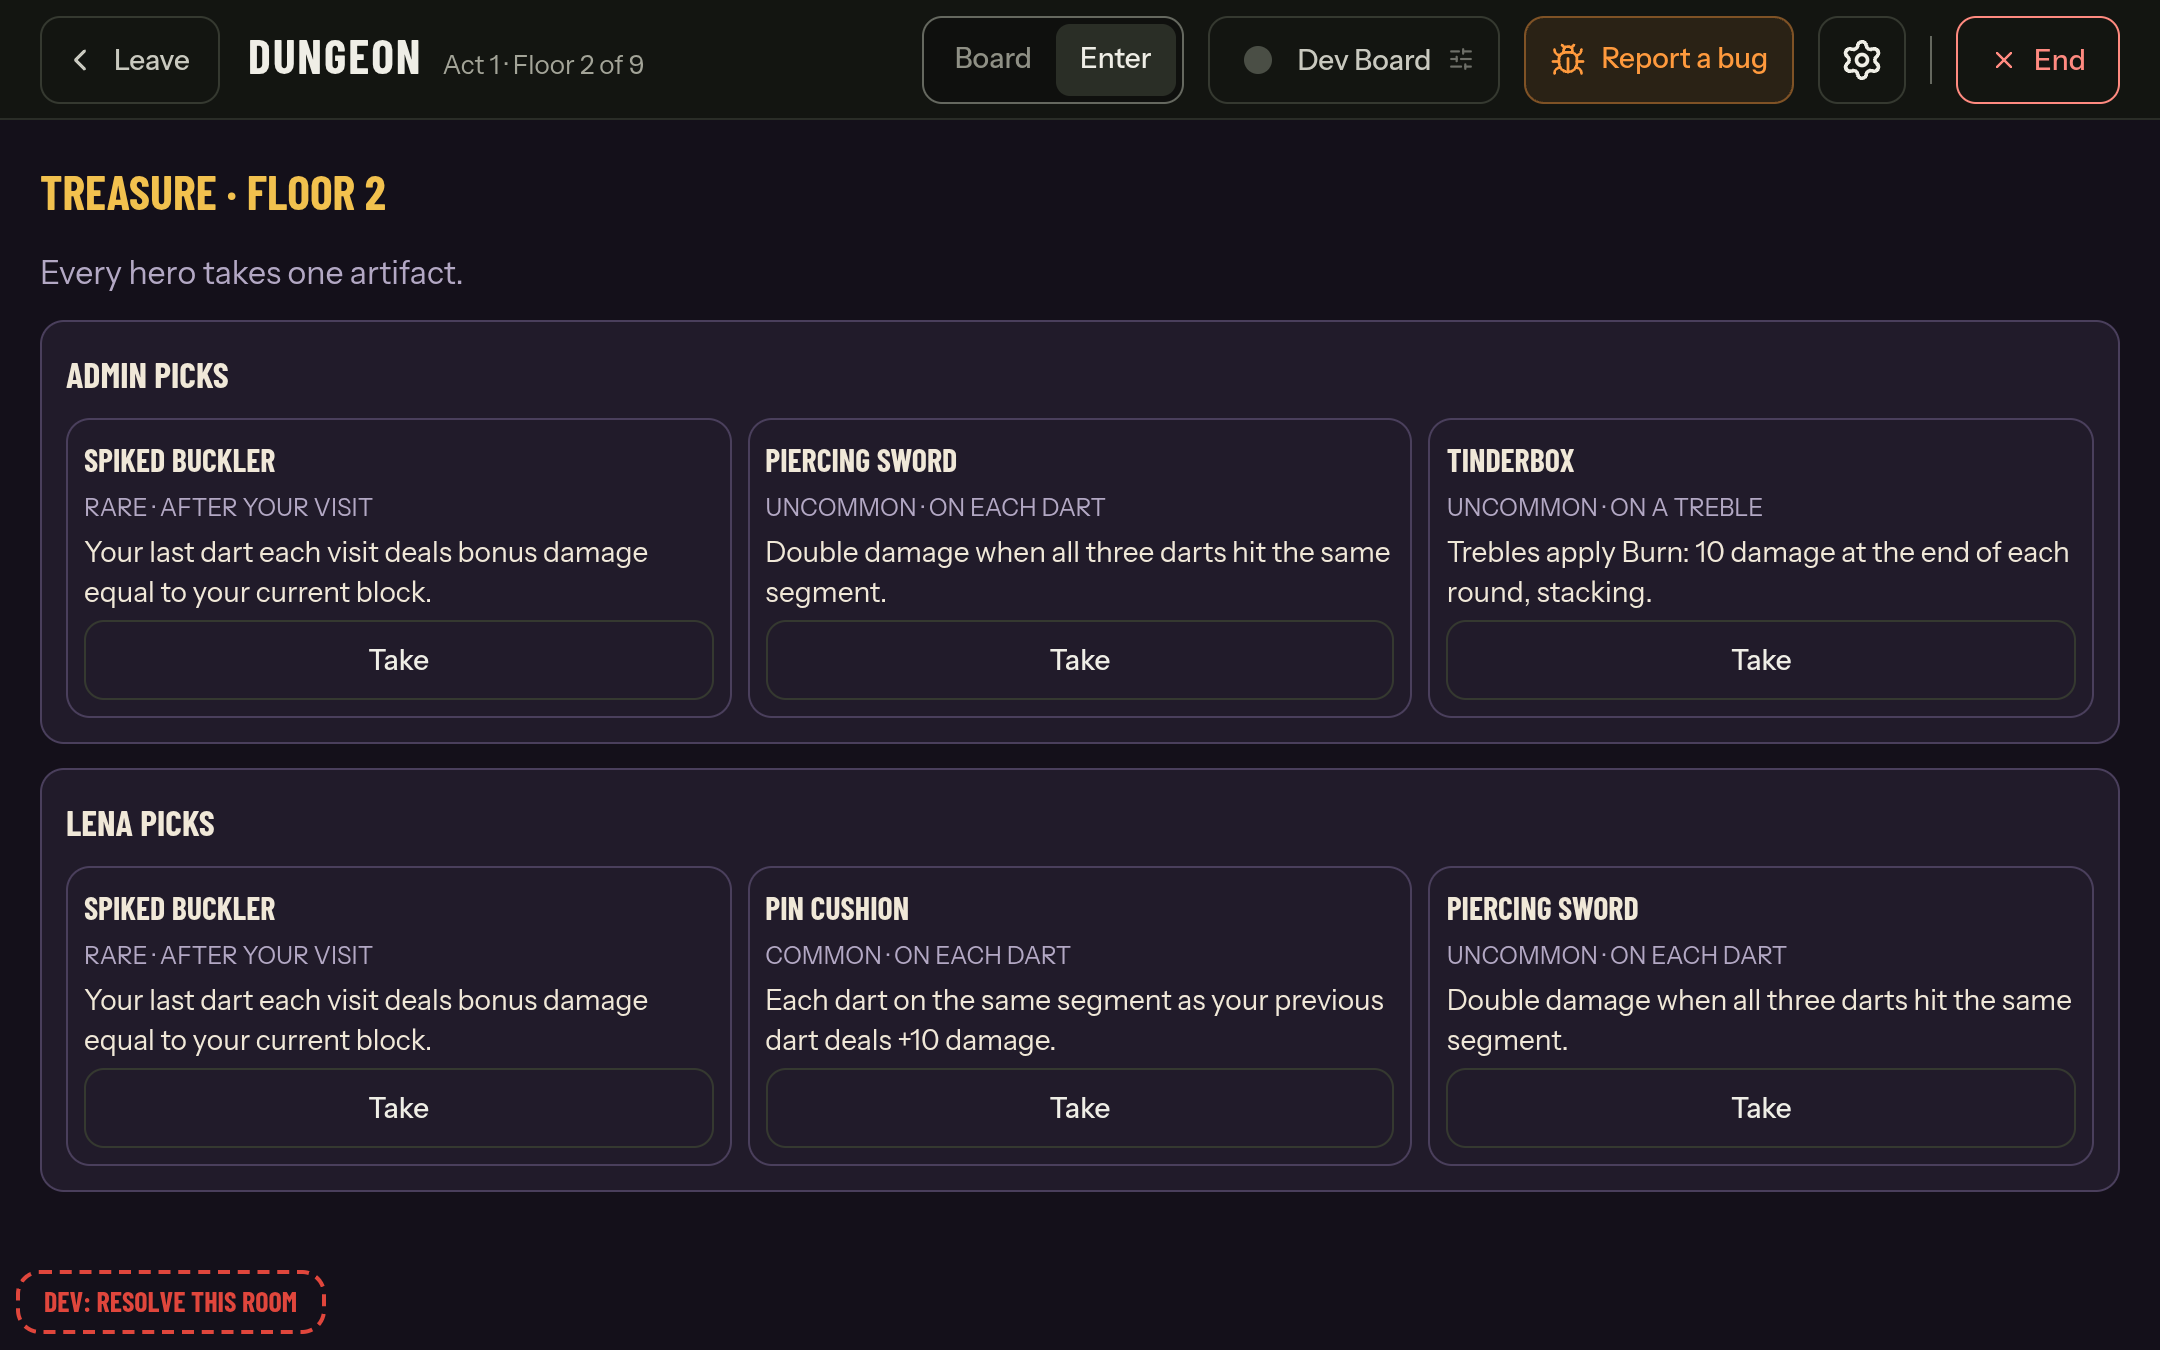 Leave
DUNGEON
Act 1 · Floor 2 of 9
Board
Enter
Dev Board
Report a bug
End
TREASURE · FLOOR 2
Every hero takes one artifact.
ADMIN PICKS
SPIKED BUCKLER
RARE · AFTER YOUR VISIT
Your last dart each visit deals bonus damage
equal to your current block.
Take
PIERCING SWORD
UNCOMMON · ON EACH DART
Double damage when all three darts hit the same
segment.
Take
TINDERBOX
UNCOMMON · ON A TREBLE
Trebles apply Burn: 10 damage at the end of each
round, stacking.
Take
LENA PICKS
SPIKED BUCKLER
RARE · AFTER YOUR VISIT
Your last dart each visit deals bonus damage
equal to your current block.
Take
PIN CUSHION
COMMON · ON EACH DART
Each dart on the same segment as your previous
dart deals +10 damage.
Take
PIERCING SWORD
UNCOMMON · ON EACH DART
Double damage when all three darts hit the same
segment.
Take
DEV: RESOLVE THIS ROOM